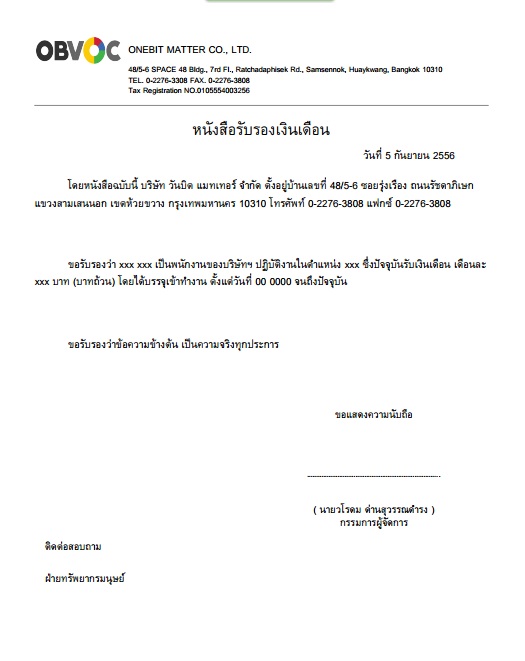 OBVOC
ONEBIT MATTER CO., LTD.
48/5-6 SPACE 48 Bldg., 7rd Fl., Ratchadaphisek Rd., Samsennok, Huaykwang, Bangkok 10310
TEL. 0-2276-3308 FAX. 0-2276-3808
Tax Registration NO.0105554003256
หนังสือรับรองเงินเดือน
วันที่ 5 กันยายน 2556
โดยหนังสือฉบับนี้ บริษัท วันบิต แมทเทอร์ จำกัด ตั้งอยู่บ้านเลขที่ 48/5-6 ซอยรุ่งเรือง ถนนรัชดาภิเษก
แขวงสามเสนนอก เขตห้วยขวาง กรุงเทพมหานคร 10310 โทรศัพท์ 0-2276-3808 แฟกซ์ 0-2276-3808
ขอรับรองว่า xxx xxx เป็นพนักงานของบริษัทฯ ปฏิบัติงานในตำแหน่ง xxx ซึ่งปัจจุบันรับเงินเดือน เดือนละ
xxx บาท (บาทถ้วน) โดยได้บรรจุเข้าทำงาน ตั้งแต่วันที่ 00 0000 จนถึงปัจจุบัน
ขอรับรองว่าข้อความข้างต้น เป็นความจริงทุกประการ
ขอแสดงความนับถือ
( นายวโรดม ด่านสุวรรณดำรง )
กรรมการผู้จัดการ
ติดต่อสอบถาม
ฝ่ายทรัพยากรมนุษย์